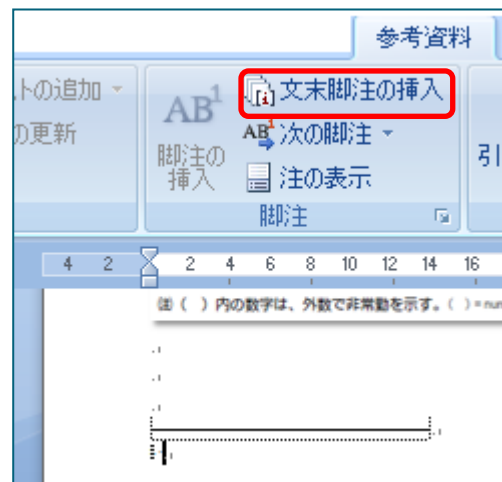 参考資料
トの追加
の更新
AB1
脚注の
挿入
文末脚注の挿入
次の脚注
注の表示
脚注
引
4 2 2 4 6 8 10 12 14 16
(注) ( ) 内の数字は、外数で非常勤を示す。( )=num